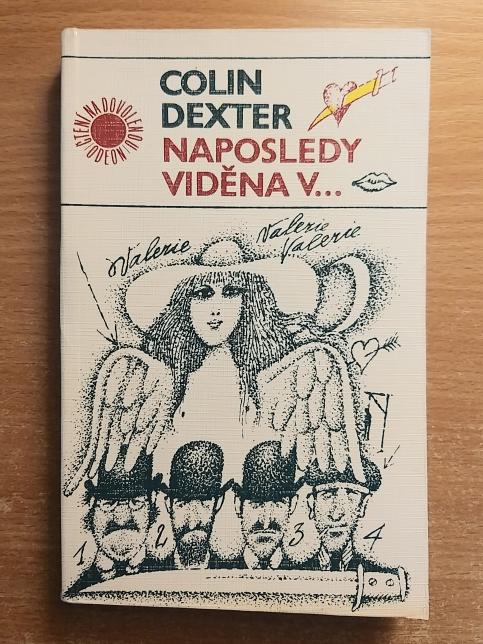 COLIN
DEXTER
NAPOSLEDY
VIDĚNA V...
ČTENÍ NA DOVOLENOU
ODEON
Valerie
Valerie
Valerie
1 2 3 4